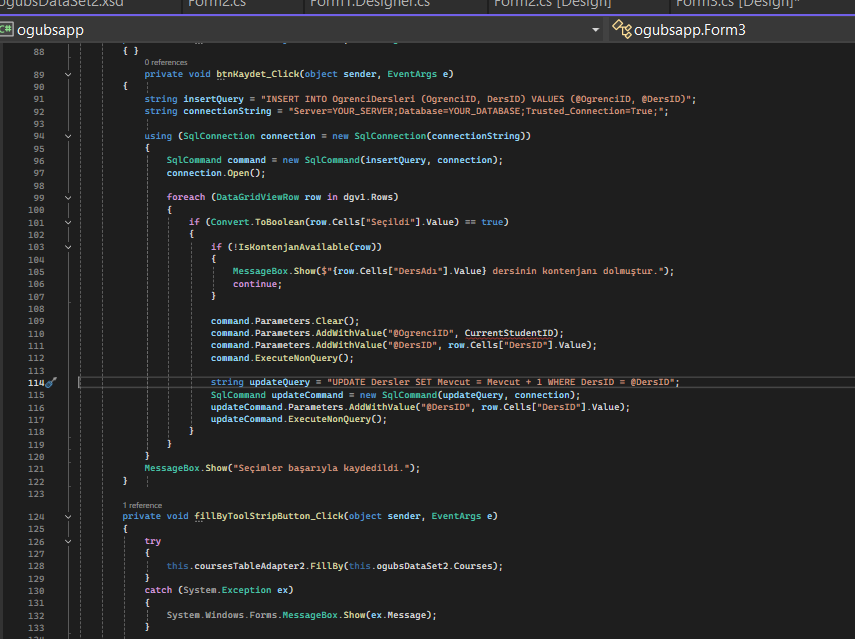 ogubsDataSet2.xsd Form2.cs Form1.Designer.cs Form2.cs [Design] Form3.cs [Design]*
C# ogubsapp ogubsapp.Form3
88 { }
0 references
89 private void btnKaydet_Click(object sender, EventArgs e)
90 {
91 string insertQuery = "INSERT INTO OgrenciDersleri (OgrenciID, DersID) VALUES (@OgrenciID, @DersID)";
92 string connectionString = "Server=YOUR_SERVER;Database=YOUR_DATABASE;Trusted_Connection=True;";
93
94 using (SqlConnection connection = new SqlConnection(connectionString))
95 {
96 SqlCommand command = new SqlCommand(insertQuery, connection);
97 connection.Open();
98
99 foreach (DataGridViewRow row in dgv1.Rows)
100 {
101 if (Convert.ToBoolean(row.Cells["Seçildi"].Value) == true)
102 {
103 if (!IsKontenjanAvailable(row))
104 {
105 MessageBox.Show($"{row.Cells["DersAdı"].Value} dersinin kontenjanı dolmuştur.");
106 continue;
107 }
108
109 command.Parameters.Clear();
110 command.Parameters.AddWithValue("@OgrenciID", CurrentStudentID);
111 command.Parameters.AddWithValue("@DersID", row.Cells["DersID"].Value);
112 command.ExecuteNonQuery();
113
114 string updateQuery = "UPDATE Dersler SET Mevcut = Mevcut + 1 WHERE DersID = @DersID";
115 SqlCommand updateCommand = new SqlCommand(updateQuery, connection);
116 updateCommand.Parameters.AddWithValue("@DersID", row.Cells["DersID"].Value);
117 updateCommand.ExecuteNonQuery();
118 }
119 }
120 }
121 MessageBox.Show("Seçimler başarıyla kaydedildi.");
122 }
123
1 reference
124 private void fillByToolStripButton_Click(object sender, EventArgs e)
125 {
126 try
127 {
128 this.coursesTableAdapter2.FillBy(this.ogubsDataSet2.Courses);
129 }
130 catch (System.Exception ex)
131 {
132 System.Windows.Forms.MessageBox.Show(ex.Message);
133 }